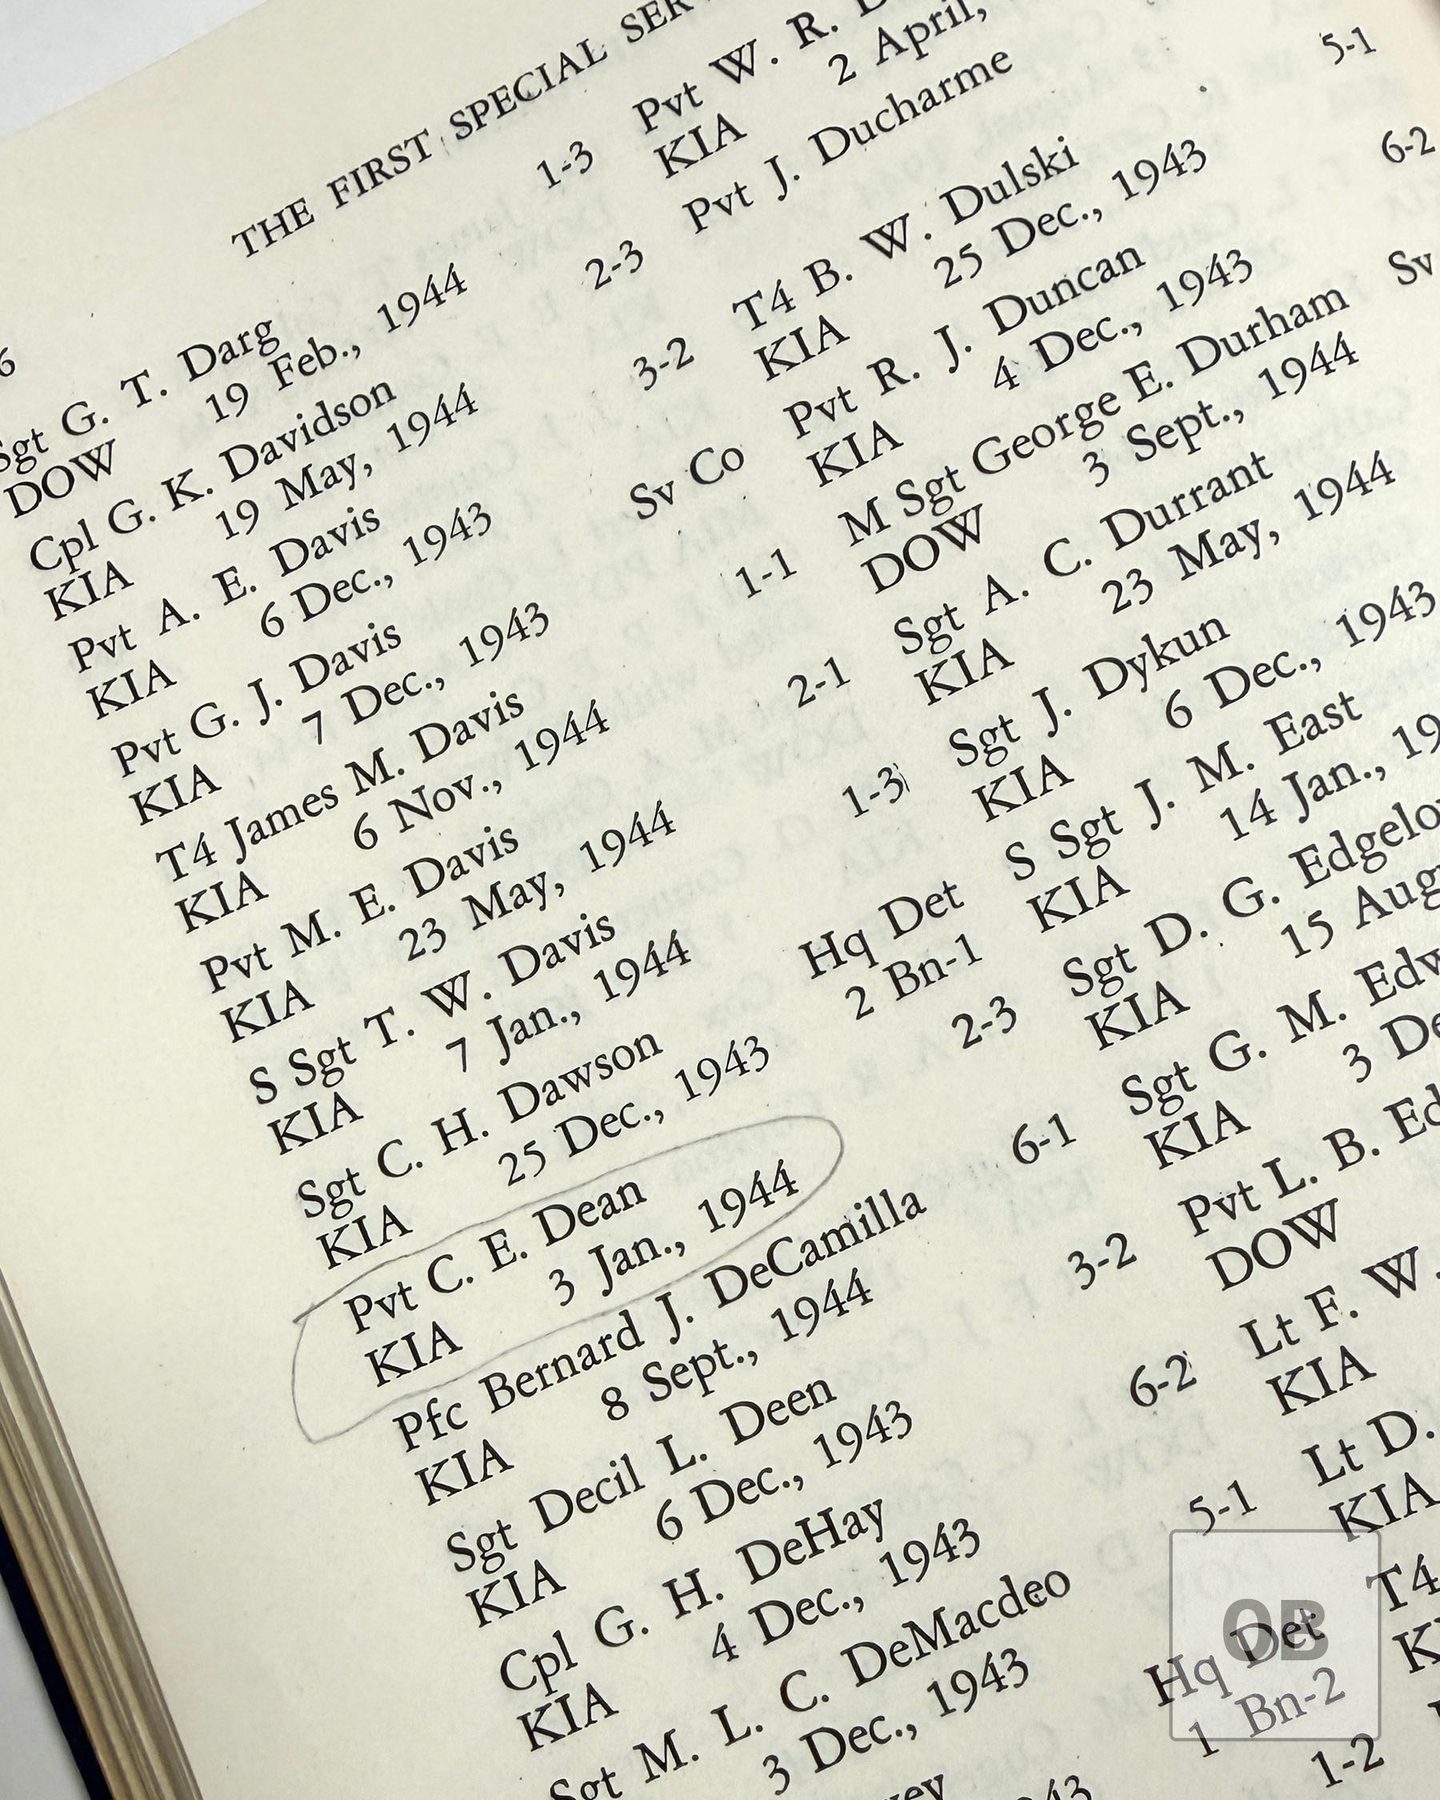 6
THE FIRST SPECIAL SER
Sgt G. T. Darg 1-3
DOW 19 Feb., 1944
Cpl G. K. Davidson 2-3
KIA 19 May, 1944
Pvt A. E. Davis 3-2
KIA 6 Dec., 1943
Pvt G. J. Davis Sv Co
KIA 7 Dec., 1943
T4 James M. Davis 1-1
KIA 6 Nov., 1944
Pvt M. E. Davis 2-1
KIA 23 May, 1944
S Sgt T. W. Davis 1-3
KIA 7 Jan., 1944
Sgt C. H. Dawson Hq Det
KIA 25 Dec., 1943 2 Bn-1
Pvt C. E. Dean 2-3
KIA 3 Jan., 1944
Pfc Bernard J. DeCamilla 6-1
KIA 8 Sept., 1944
Sgt Decil L. Deen 3-2
KIA 6 Dec., 1943
Cpl G. H. DeHay 6-2
KIA 4 Dec., 1943
Sgt M. L. C. DeMacdeo 5-1
3 Dec., 1943
Hq Det
1 Bn-2
1-2
Pvt W. R.
KIA 2 April,
Pvt J. Ducharme
T4 B. W. Dulski 5-1
KIA 25 Dec., 1943
Pvt R. J. Duncan 6-2
KIA 4 Dec., 1943
M Sgt George E. Durham Sv
DOW 3 Sept., 1944
Sgt A. C. Durrant
KIA 23 May, 1944
Sgt J. Dykun
KIA 6 Dec., 1943
S Sgt J. M. East
KIA 14 Jan., 19
Sgt D. G. Edgelo
KIA 15 Aug
Sgt G. M. Edw
KIA 3 De
Pvt L. B. Ed
DOW
Lt F. W.
KIA
Lt D.
KIA
T4
OB